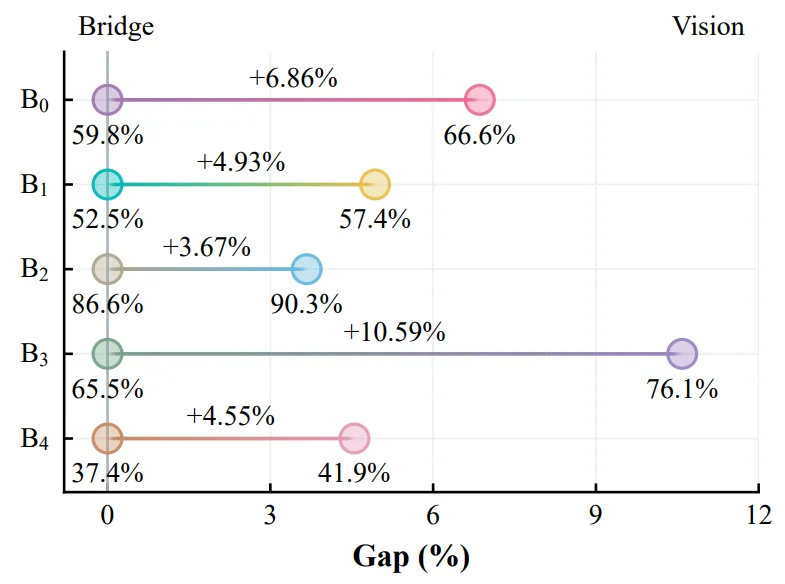 Bridge Vision
+6.86%
B₀
59.8% 66.6%
+4.93%
B₁
52.5% 57.4%
+3.67%
B₂
86.6% 90.3%
+10.59%
B₃
65.5% 76.1%
+4.55%
B₄
37.4% 41.9%
0 3 6 9 12
Gap (%)